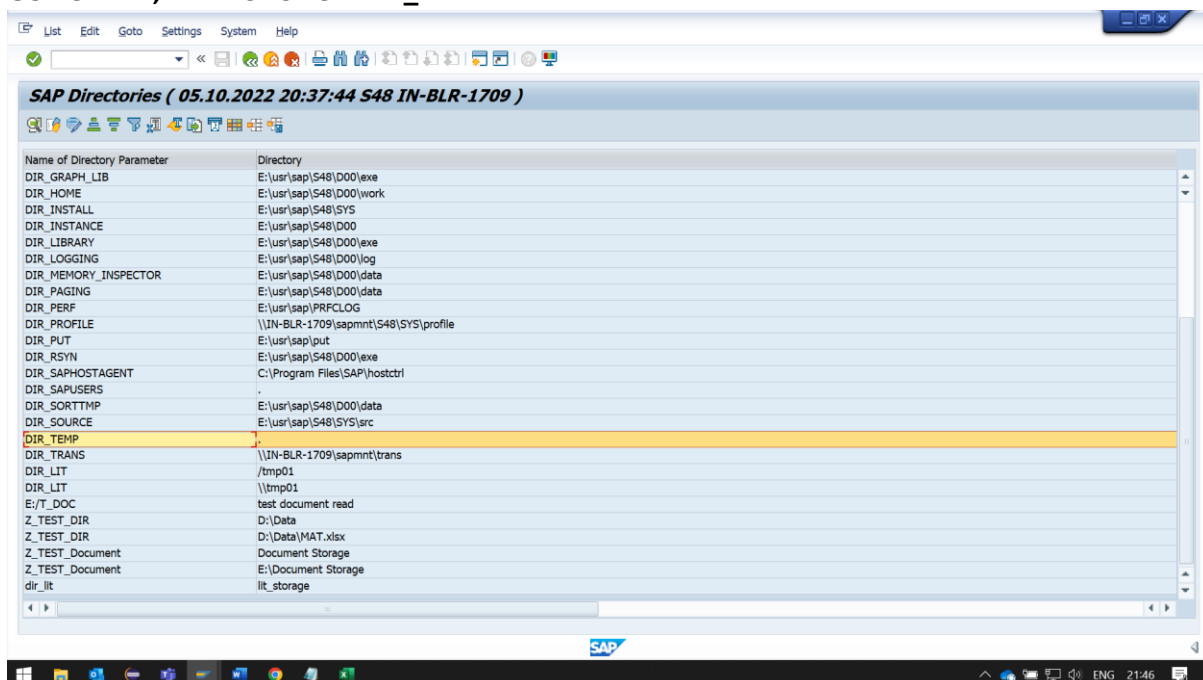 List Edit Goto Settings System Help
SAP Directories ( 05.10.2022 20:37:44 S48 IN-BLR-1709 )
Name of Directory Parameter Directory
DIR_GRAPH_LIB E:\usr\sap\S48\D00\exe
DIR_HOME E:\usr\sap\S48\D00\work
DIR_INSTALL E:\usr\sap\S48\SYS
DIR_INSTANCE E:\usr\sap\S48\D00
DIR_LIBRARY E:\usr\sap\S48\D00\exe
DIR_LOGGING E:\usr\sap\S48\D00\log
DIR_MEMORY_INSPECTOR E:\usr\sap\S48\D00\data
DIR_PAGING E:\usr\sap\S48\D00\data
DIR_PERF E:\usr\sap\PRFCLOG
DIR_PROFILE \\IN-BLR-1709\sapmnt\S48\SYS\profile
DIR_PUT E:\usr\sap\put
DIR_RSYN E:\usr\sap\S48\D00\exe
DIR_SAPHOSTAGENT C:\Program Files\SAP\hostctrl
DIR_SAPUSERS .
DIR_SORTTMP E:\usr\sap\S48\D00\data
DIR_SOURCE E:\usr\sap\S48\SYS\src
DIR_TEMP .
DIR_TRANS \\IN-BLR-1709\sapmnt\trans
DIR_LIT /tmp01
DIR_LIT \\tmp01
E:/T_DOC test document read
Z_TEST_DIR D:\Data
Z_TEST_DIR D:\Data\MAT.xlsx
Z_TEST_Document Document Storage
Z_TEST_Document E:\Document Storage
dir_lit lit_storage
SAP
ENG 21:46